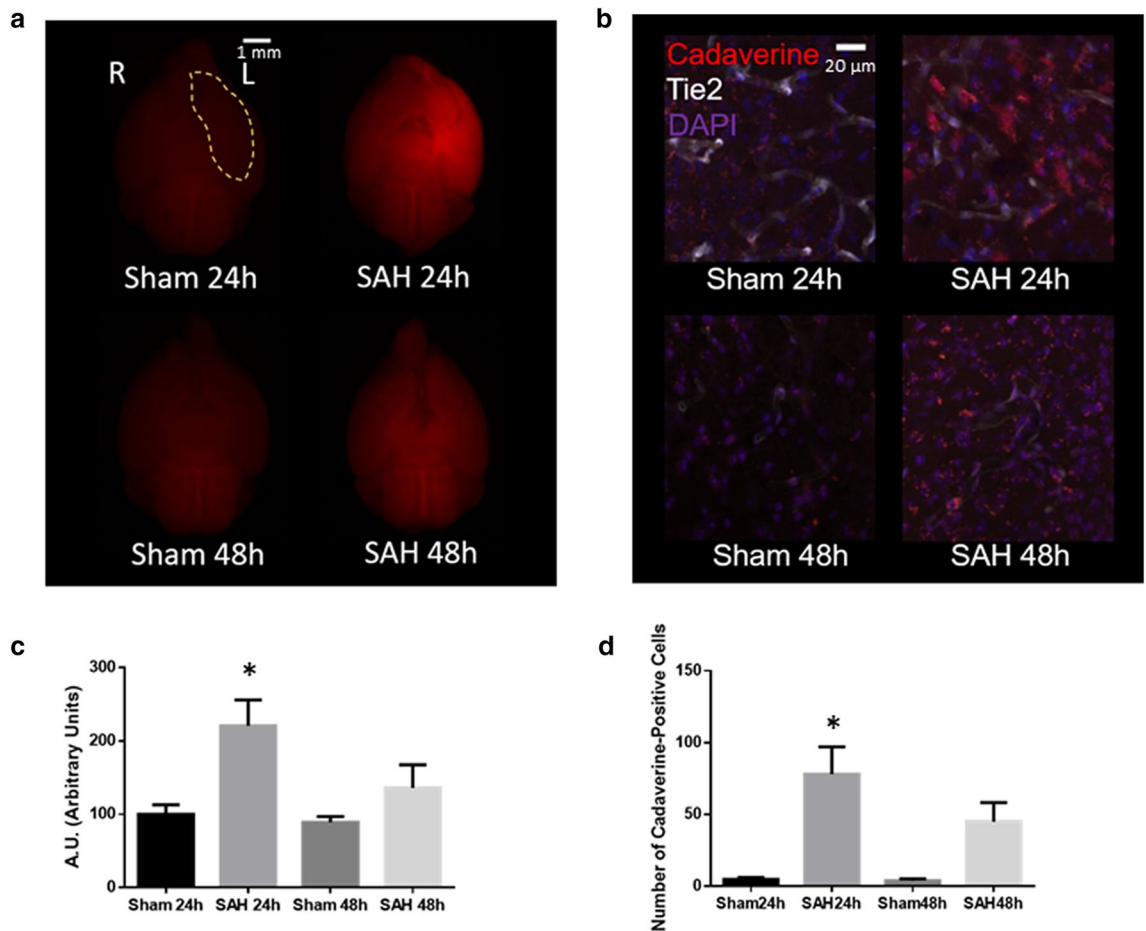 a
1 mm
R
L
Sham 24h
SAH 24h
Sham 48h
SAH 48h
b
Cadaverine
Tie2
DAPI
20 µm
Sham 24h
SAH 24h
Sham 48h
SAH 48h
c
A.U. (Arbitrary Units)
300
200
100
0
*
Sham 24h
SAH 24h
Sham 48h
SAH 48h
d
Number of Cadaverine-Positive Cells
150
100
50
0
*
Sham24h
SAH24h
Sham48h
SAH48h